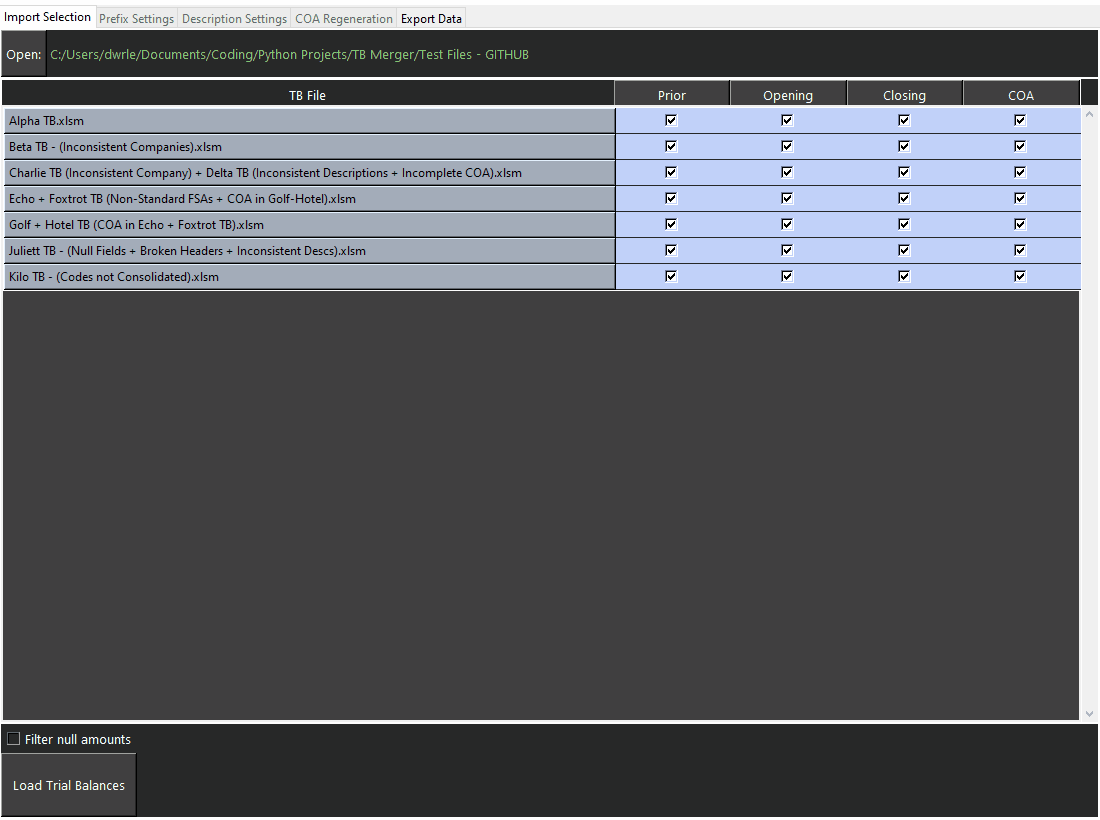 Import Selection Prefix Settings Description Settings COA Regeneration Export Data
Open: C:/Users/dwrle/Documents/Coding/Python Projects/TB Merger/Test Files - GITHUB
TB File Prior Opening Closing COA
Alpha TB.xlsm
Beta TB - (Inconsistent Companies).xlsm
Charlie TB (Inconsistent Company) + Delta TB (Inconsistent Descriptions + Incomplete COA).xlsm
Echo + Foxtrot TB (Non-Standard FSAs + COA in Golf-Hotel).xlsm
Golf + Hotel TB (COA in Echo + Foxtrot TB).xlsm
Juliett TB - (Null Fields + Broken Headers + Inconsistent Descs).xlsm
Kilo TB - (Codes not Consolidated).xlsm
Filter null amounts
Load Trial Balances